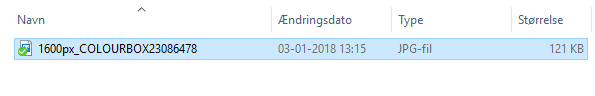 Navn Ændringsdato Type Størrelse
1600px_COLOURBOX23086478 03-01-2018 13:15 JPG-fil 121 KB